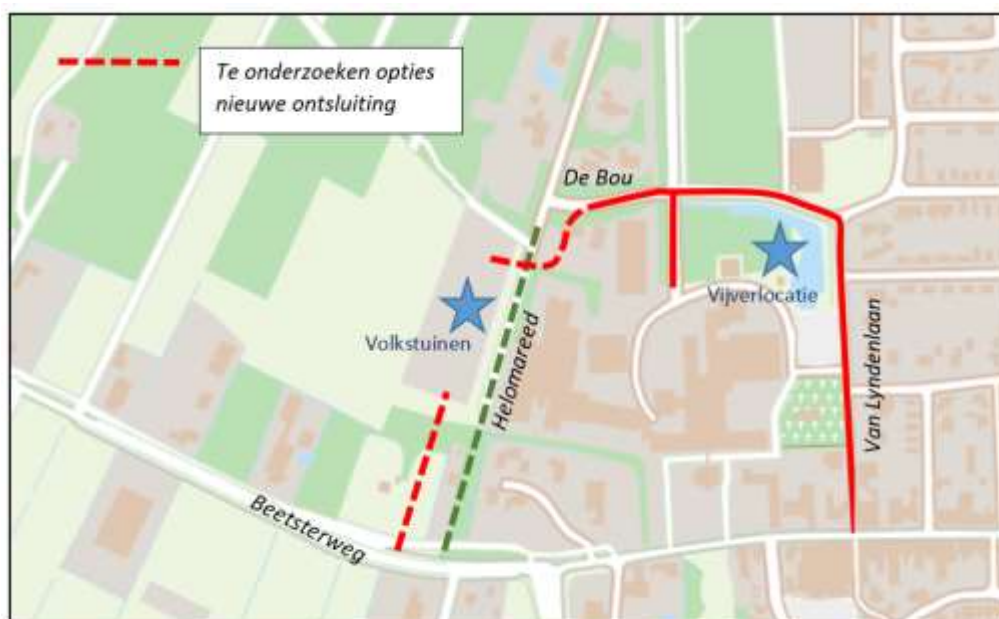 Te onderzoeken opties
nieuwe ontsluiting
De Bou
Vijverlocatie
Volkstuinen
Helomareed
Van Lyndenlaan
Beetsterweg